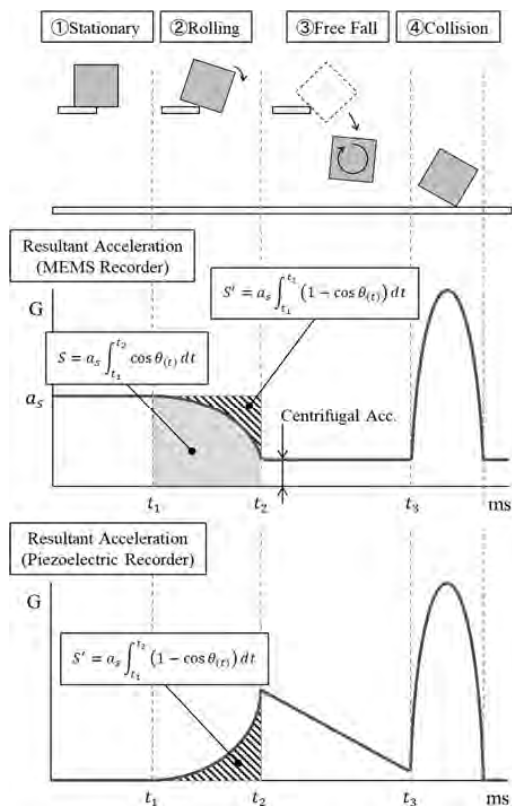 ①Stationary ②Rolling ③Free Fall ④Collision
Resultant Acceleration
(MEMS Recorder)
G
S' = a_s ∫_{t_1}^{t_2} (1 − cos θ_(t)) dt
S = a_s ∫_{t_1}^{t_2} cos θ_(t) dt
a_s
Centrifugal Acc.
t_1 t_2 t_3 ms
Resultant Acceleration
(Piezoelectric Recorder)
G
S' = a_s ∫_{t_1}^{t_2} (1 − cos θ_(t)) dt
t_1 t_2 t_3 ms